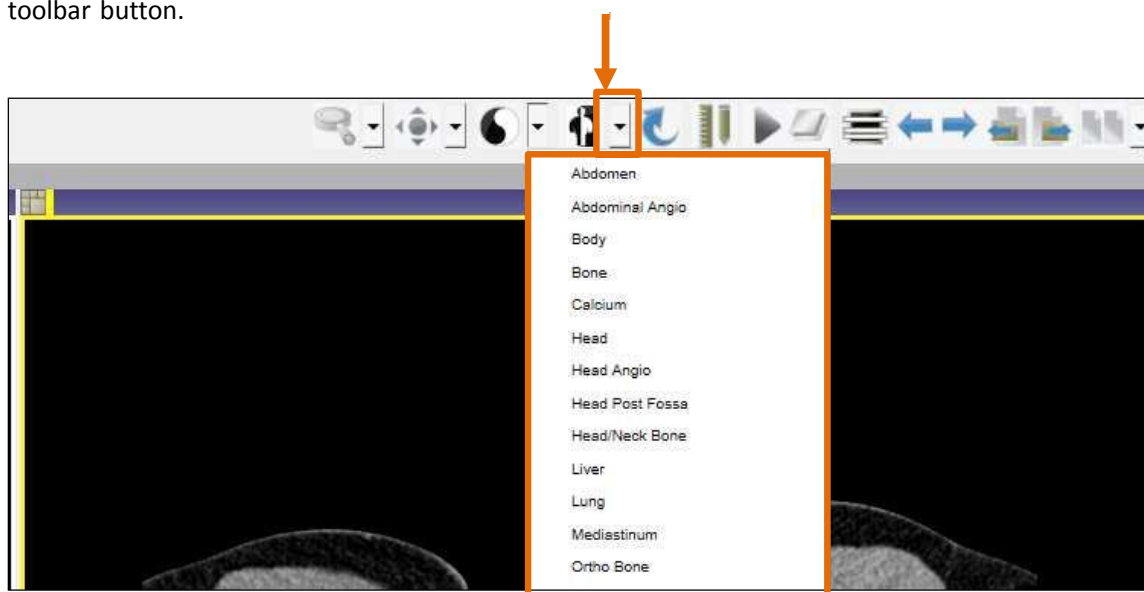 toolbar button.
Abdomen
Abdominal Angio
Body
Bone
Calcium
Head
Head Angio
Head Post Fossa
Head/Neck Bone
Liver
Lung
Mediastinum
Ortho Bone